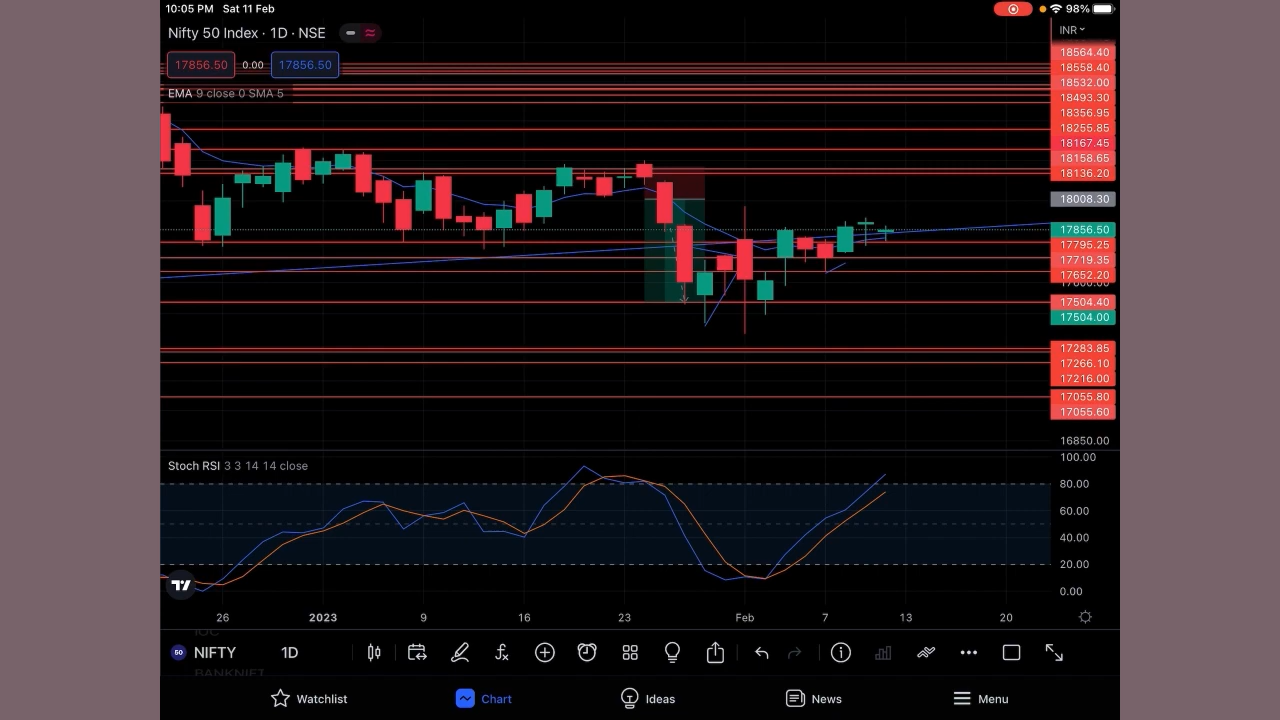 10:05 PM Sat 11 Feb 98%
Nifty 50 Index · 1D · NSE
INR
17856.50 0.00 17856.50
EMA 9 close 0 SMA 5
18564.40
18558.40
18532.00
18493.30
18356.95
18255.85
18167.45
18158.65
18136.20
18008.30
17856.50
17795.25
17719.35
17652.20
17600.00
17504.40
17504.00
17283.85
17266.10
17216.00
17055.80
17055.60
16850.00
Stoch RSI 3 3 14 14 close
100.00
80.00
60.00
40.00
20.00
0.00
26 2023 9 16 23 Feb 7 13 20
IOC
50 NIFTY 1D
BANKNIFT
Watchlist Chart Ideas News Menu